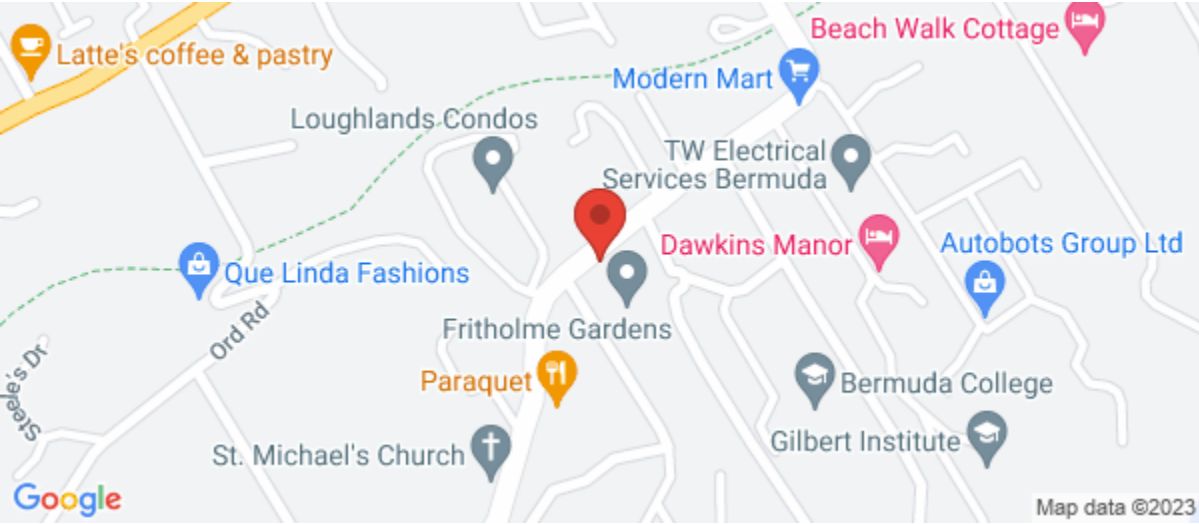 Beach Walk Cottage
Latte's coffee & pastry
Modern Mart
Loughlands Condos
TW Electrical
Services Bermuda
Dawkins Manor
Autobots Group Ltd
Que Linda Fashions
Ord Rd
Fritholme Gardens
Steele's Dr
Paraquet
Bermuda College
Gilbert Institute
St. Michael's Church
Google
Map data ©2023